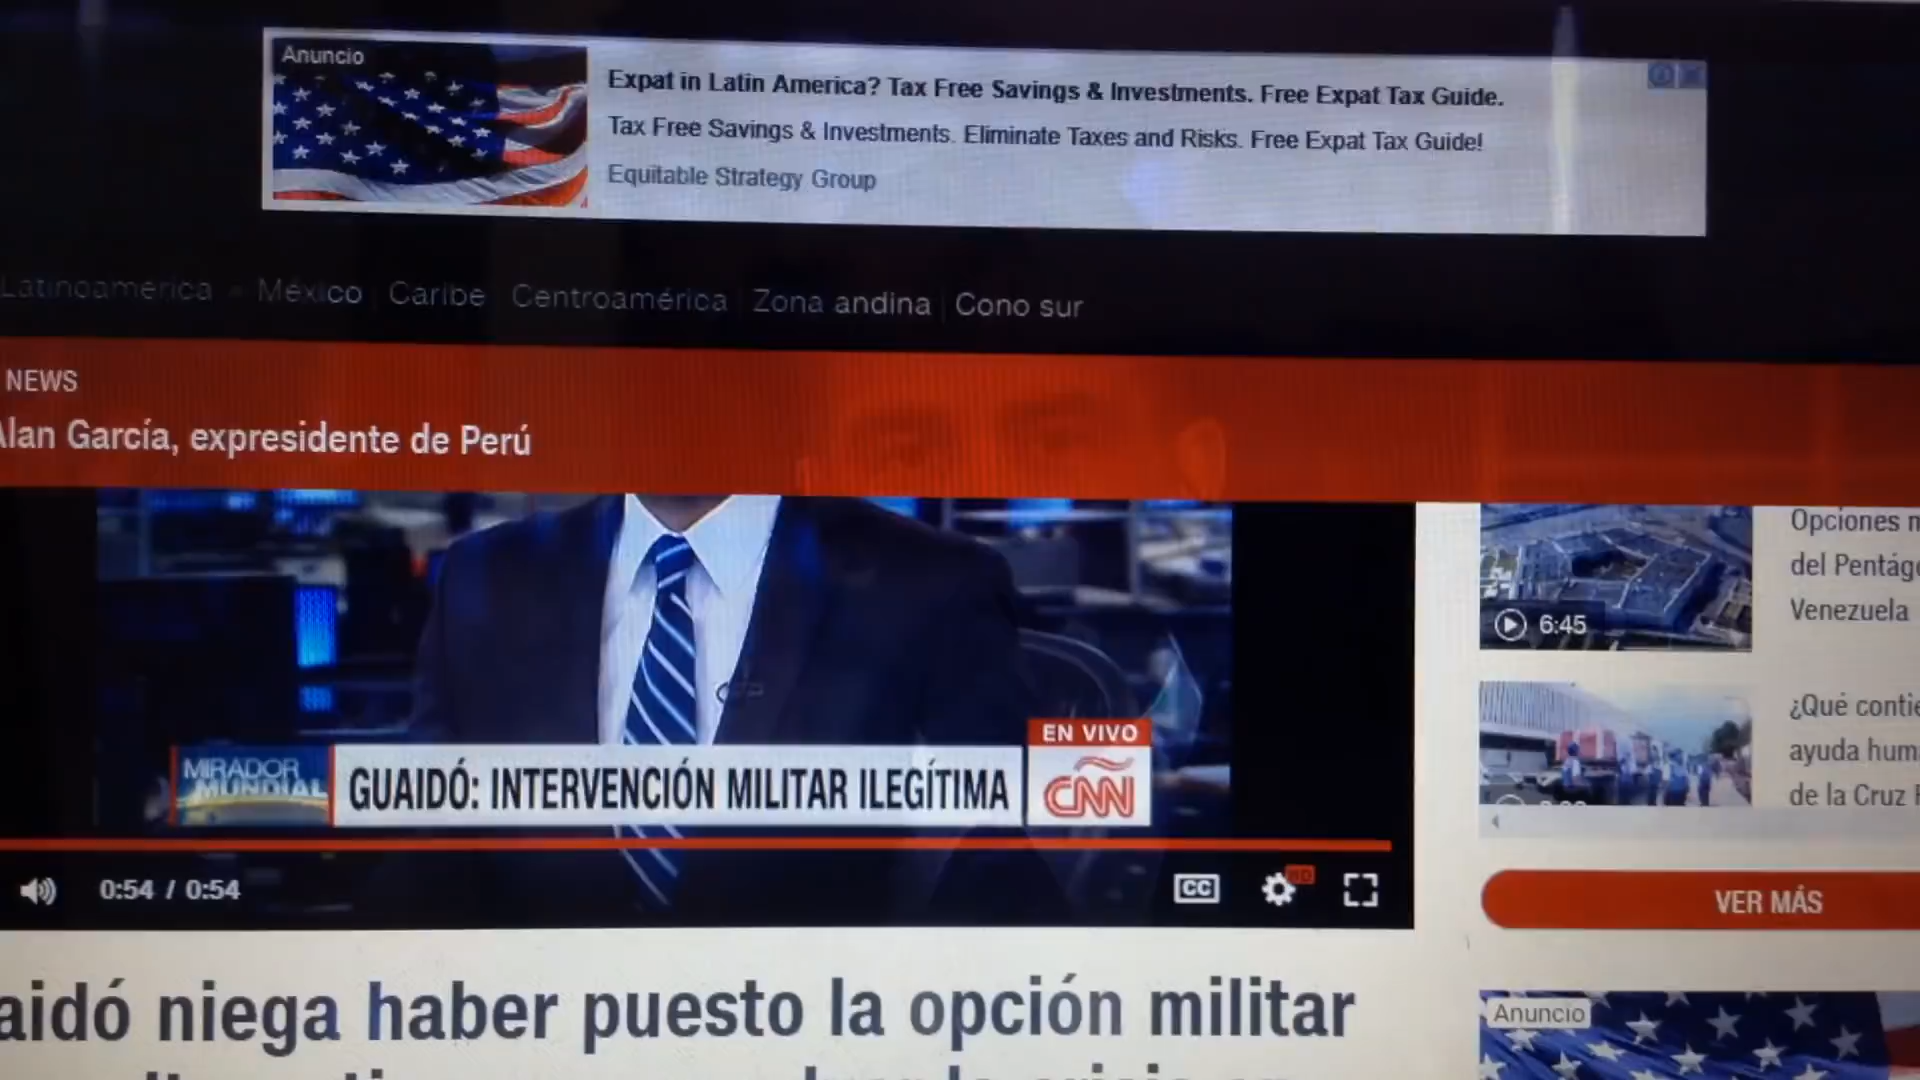 Anuncio
Expat in Latin America? Tax Free Savings & Investments. Free Expat Tax Guide.
Tax Free Savings & Investments. Eliminate Taxes and Risks. Free Expat Tax Guide!
Equitable Strategy Group
Latinoamérica México Caribe Centroamérica Zona andina Cono sur
NEWS
Alan García, expresidente de Perú
Opciones
del Pentág
Venezuela
6:45
¿Qué contie
ayuda hum
de la Cruz
EN VIVO
MIRADOR
MUNDIAL
GUAIDÓ: INTERVENCIÓN MILITAR ILEGÍTIMA
CNN
0:54 / 0:54
CC
HD
VER MÁS
aidó niega haber puesto la opción militar
Anuncio